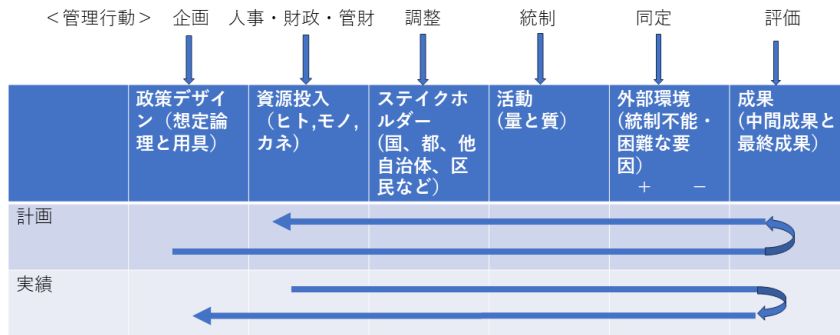 ＜管理行動＞ 企画 人事・財政・管財 調整 統制 同定 評価
政策デザイン（想定論理と用具）
資源投入（ヒト,モノ,カネ）
ステイクホルダー(国、都、他自治体、区民など)
活動(量と質)
外部環境(統制不能・困難な要因)
＋ －
成果(中間成果と最終成果)
計画
実績